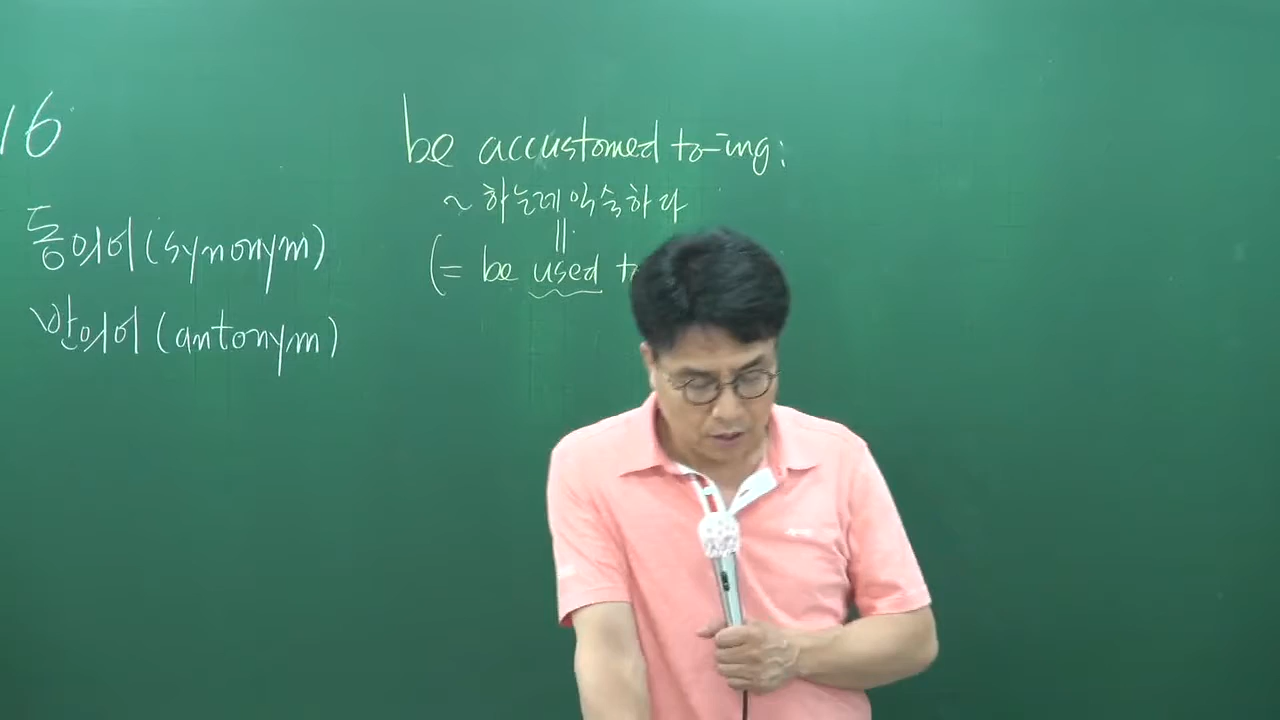 16
동의어(synonym)
반의어(antonym)
be accustomed to-ing:
~하는데 익숙하다
||
(= be used to